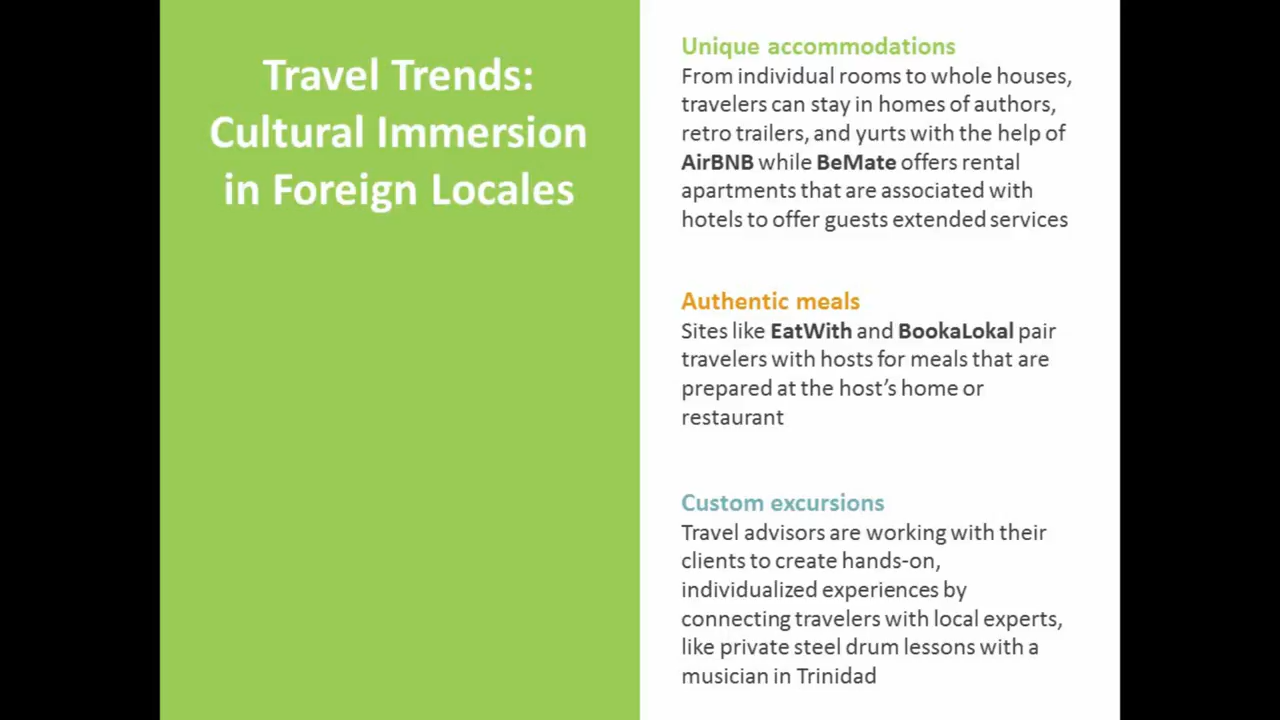 Travel Trends:
Cultural Immersion
in Foreign Locales
Unique accommodations
From individual rooms to whole houses,
travelers can stay in homes of authors,
retro trailers, and yurts with the help of
AirBNB while BeMate offers rental
apartments that are associated with
hotels to offer guests extended services
Authentic meals
Sites like EatWith and BookaLokal pair
travelers with hosts for meals that are
prepared at the host’s home or
restaurant
Custom excursions
Travel advisors are working with their
clients to create hands-on,
individualized experiences by
connecting travelers with local experts,
like private steel drum lessons with a
musician in Trinidad